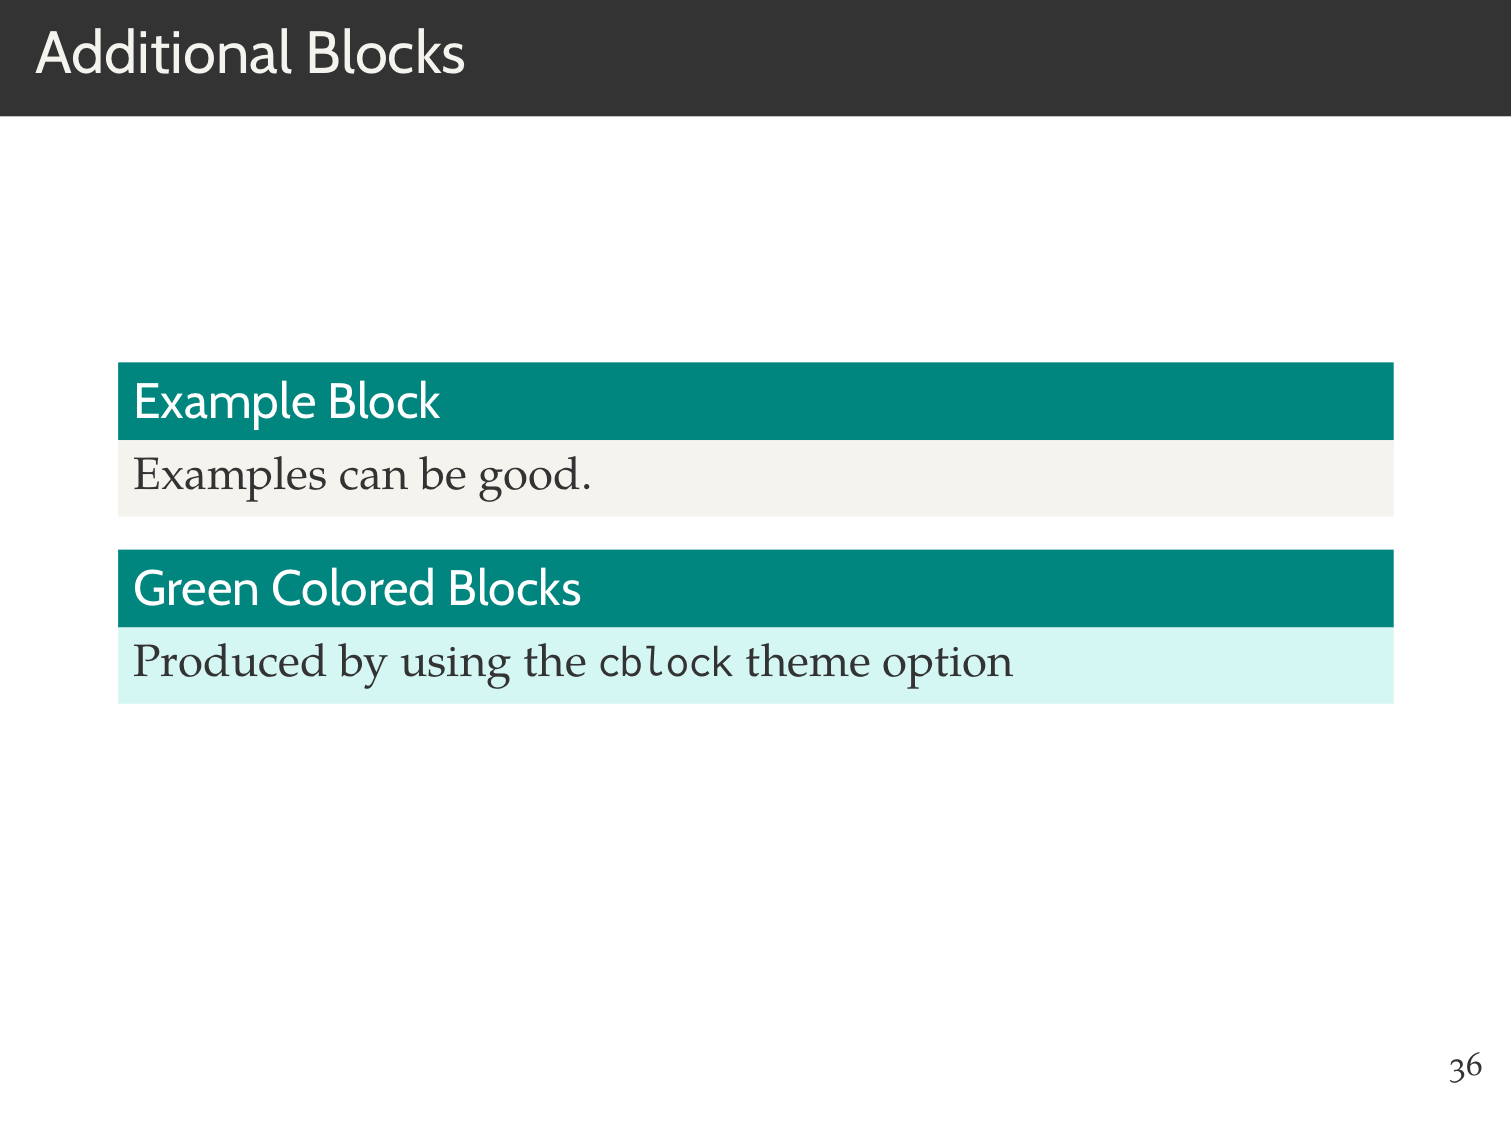 Additional Blocks
Example Block
Examples can be good.
Green Colored Blocks
Produced by using the cblock theme option
36